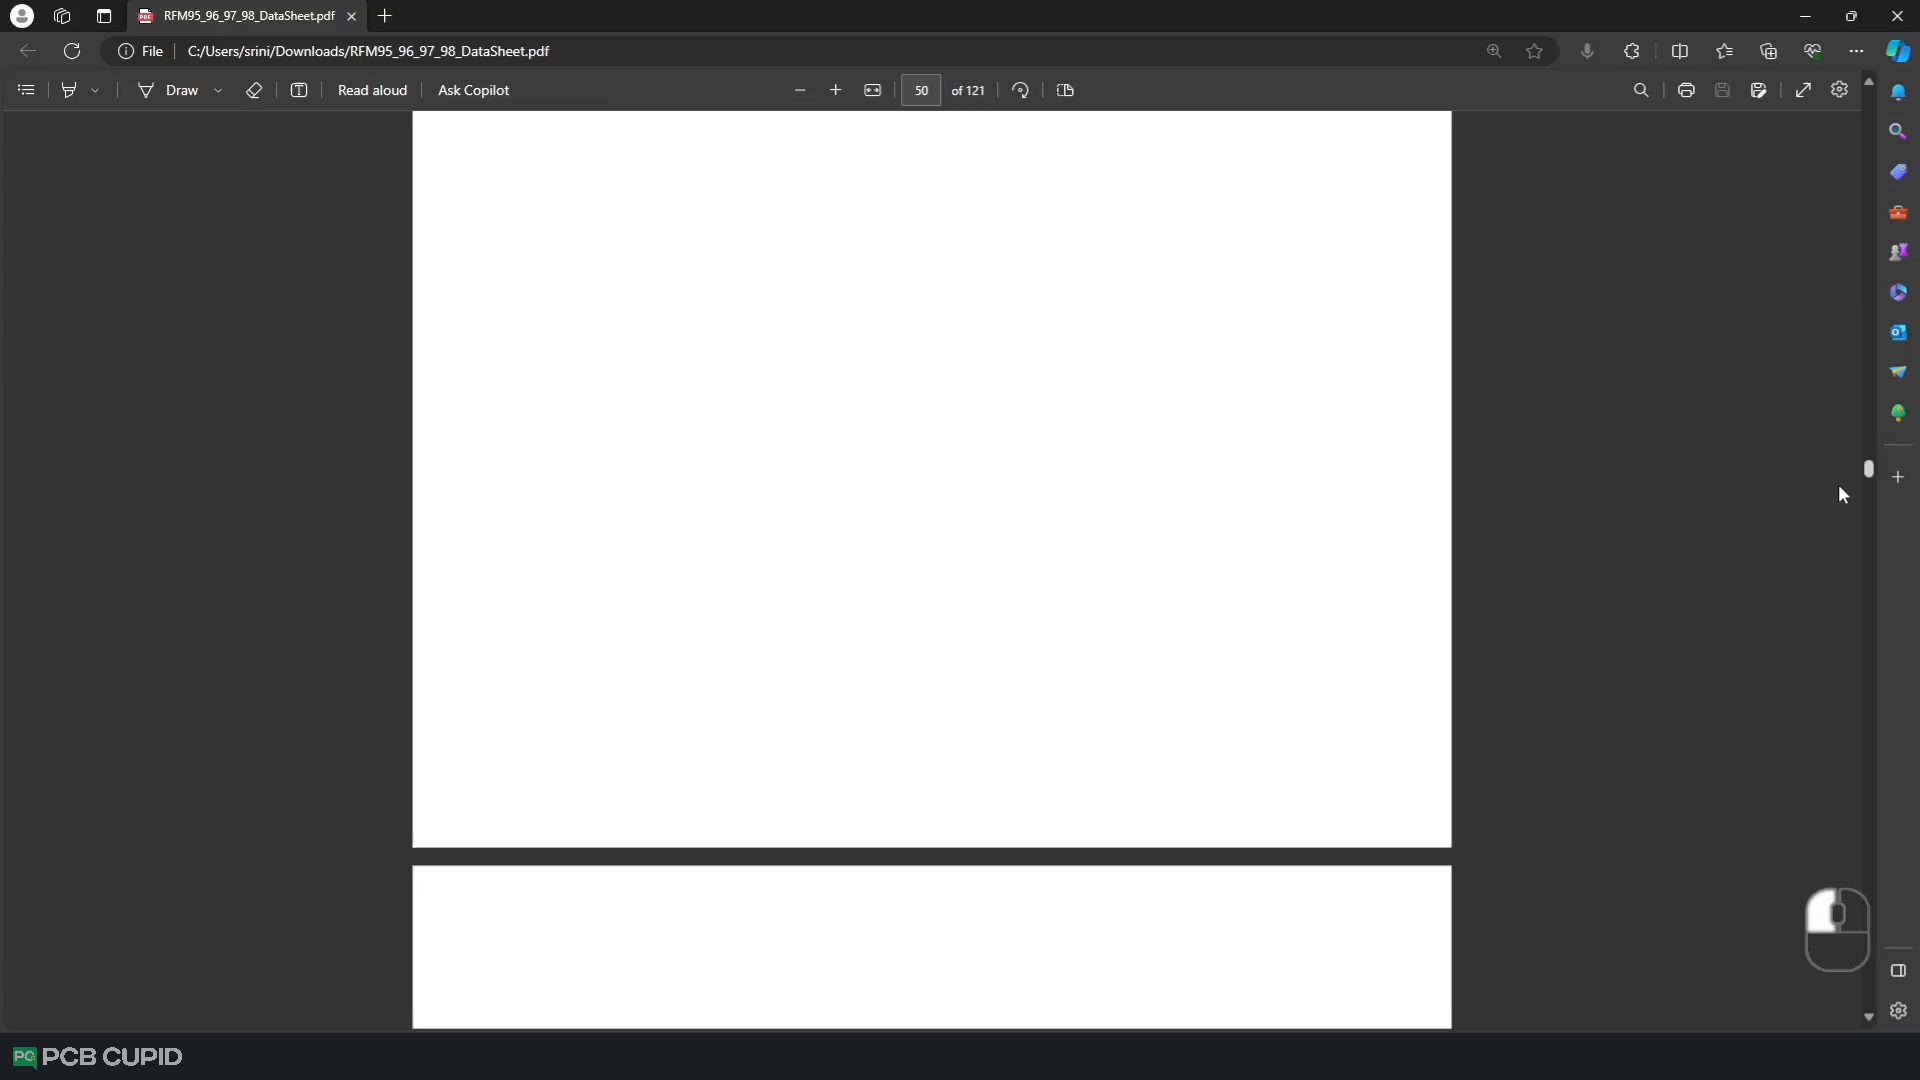 RFM95_96_97_98_DataSheet.pdf
File
C:/Users/srini/Downloads/RFM95_96_97_98_DataSheet.pdf
Draw
Read aloud
Ask Copilot
50 of 121
PCB CUPID